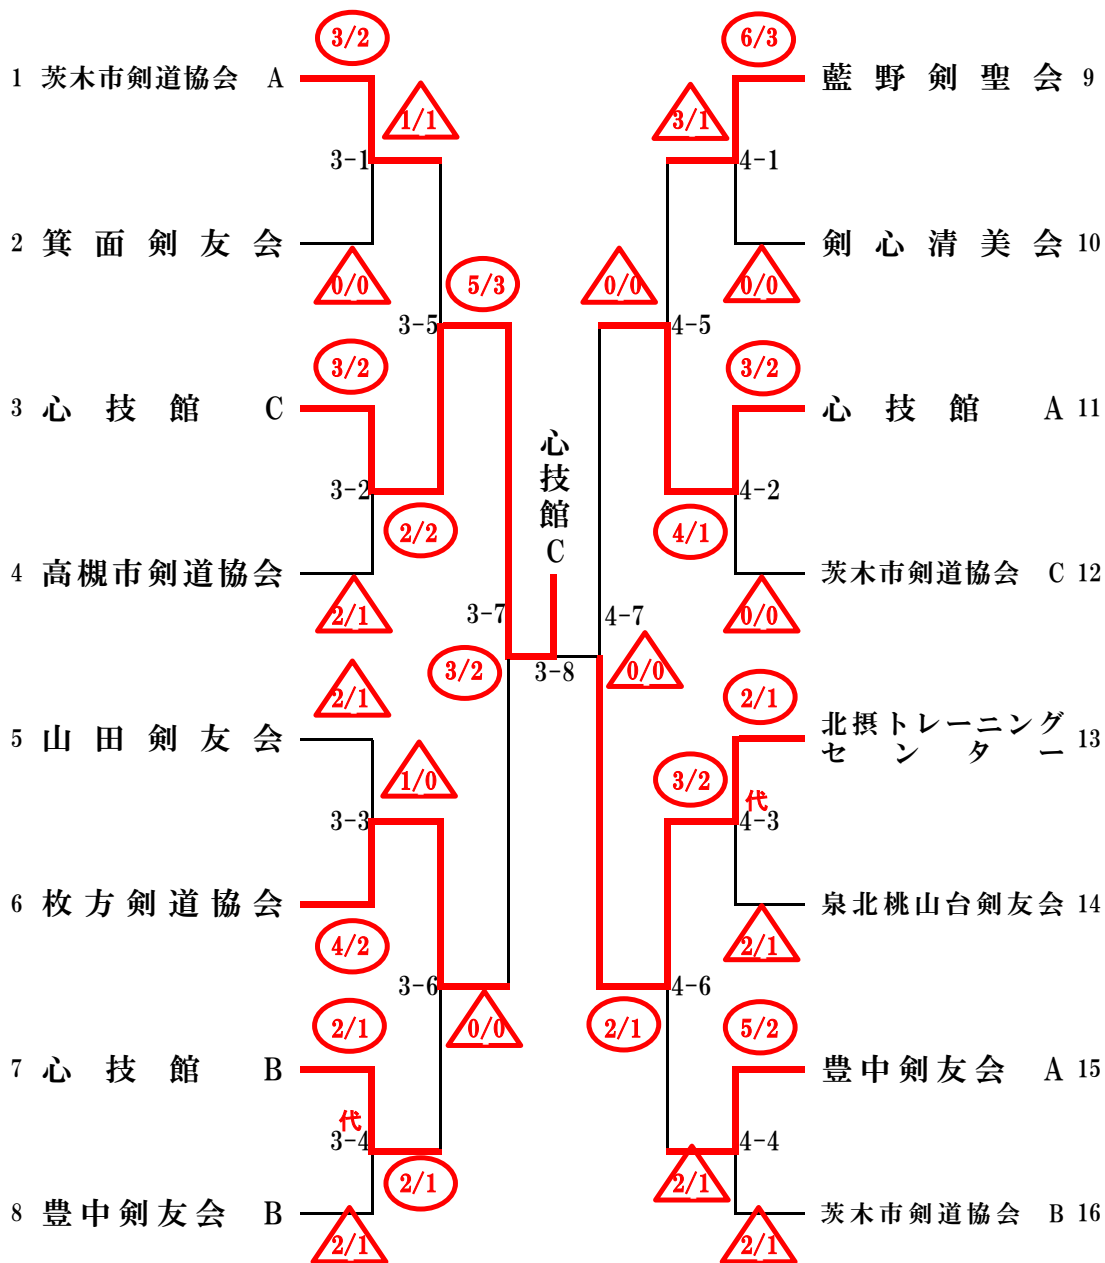 3/2
6/3
1 茨木市剣道協会 A
藍野剣聖会 9
1/1
3/1
3-1
4-1
2 箕面剣友会
剣心清美会 10
0/0
5/3
0/0
0/0
3-5
4-5
3/2
3/2
3 心技館 C
心技館 A 11
心技館C
3-2
4-2
2/2
4/1
4 高槻市剣道協会
茨木市剣道協会 C 12
2/1
0/0
3-7
4-7
3/2
3-8
0/0
2/1
2/1
5 山田剣友会
北摂トレーニング
センター 13
1/0
3/2
代
3-3
4-3
6 枚方剣道協会
泉北桃山台剣友会 14
4/2
2/1
3-6
4-6
2/1
0/0
2/1
5/2
7 心技館 B
豊中剣友会 A 15
代
3-4
4-4
2/1
2/1
8 豊中剣友会 B
茨木市剣道協会 B 16
2/1
2/1